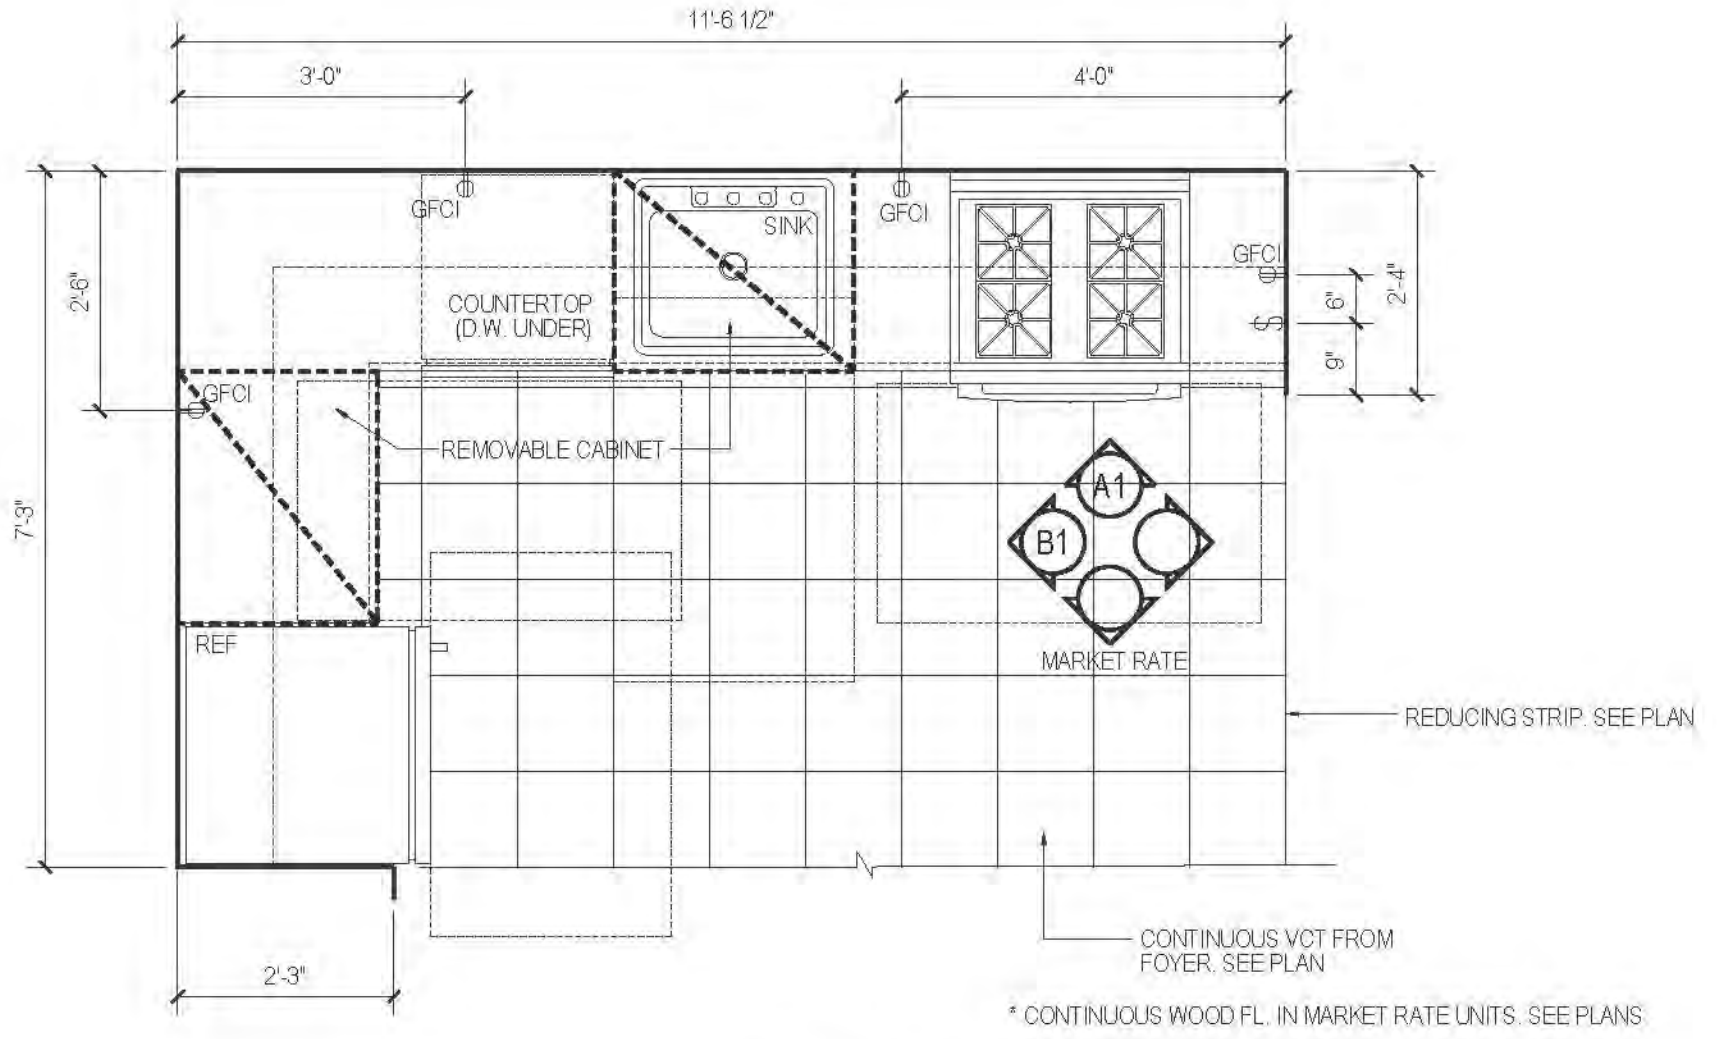 11'-6 1/2"
3'-0"
4'-0"
GFCI
SINK
GFCI
GFCI
2'-6"
COUNTERTOP
(D.W. UNDER)
6"
2'-4"
S
9"
GFCI
REMOVABLE CABINET
A1
7'-3"
B1
REF
MARKET RATE
REDUCING STRIP. SEE PLAN
CONTINUOUS VCT FROM
FOYER. SEE PLAN
2'-3"
* CONTINUOUS WOOD FL. IN MARKET RATE UNITS. SEE PLANS